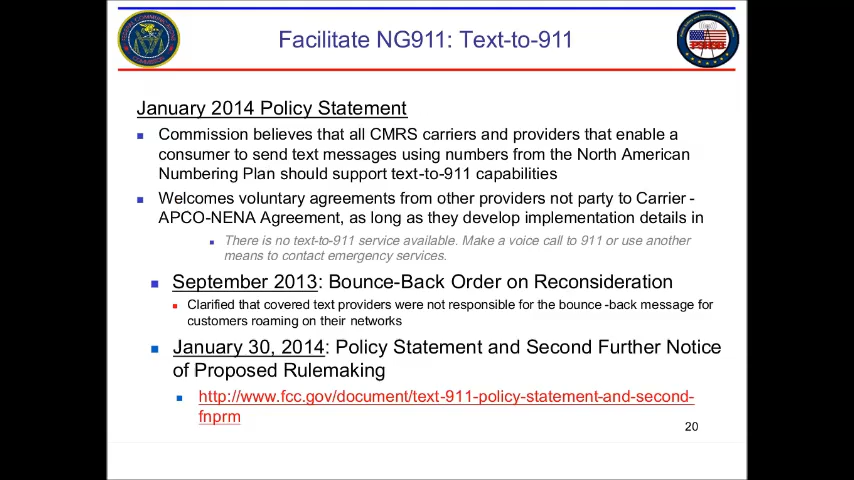 Facilitate NG911: Text-to-911
January 2014 Policy Statement
Commission believes that all CMRS carriers and providers that enable a
consumer to send text messages using numbers from the North American
Numbering Plan should support text-to-911 capabilities
Welcomes voluntary agreements from other providers not party to Carrier -
APCO-NENA Agreement, as long as they develop implementation details in
There is no text-to-911 service available. Make a voice call to 911 or use another
means to contact emergency services.
September 2013: Bounce-Back Order on Reconsideration
Clarified that covered text providers were not responsible for the bounce -back message for
customers roaming on their networks
January 30, 2014: Policy Statement and Second Further Notice
of Proposed Rulemaking
http://www.fcc.gov/document/text-911-policy-statement-and-second-
fnprm
20